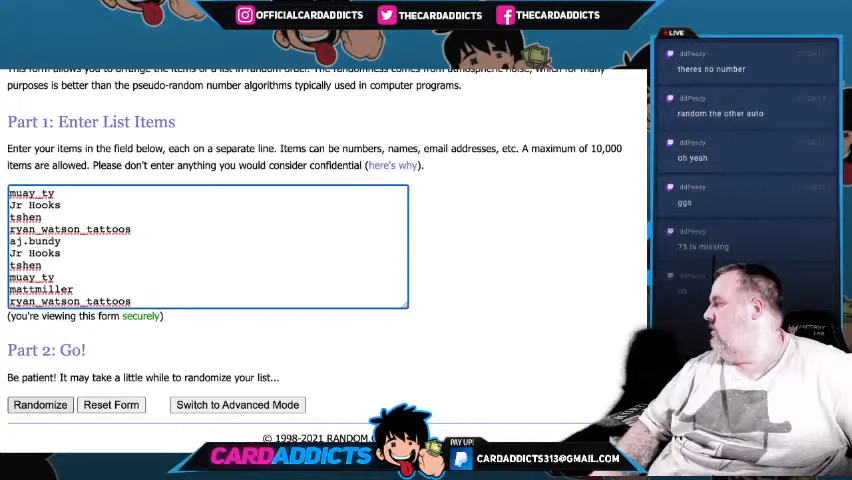 OFFICIALCARDADDICTS
THECARDADDICTS
THECARDADDICTS
This form allows you to arrange the items of a list in random order. The randomness comes from atmospheric noise, which for many
purposes is better than the pseudo-random number algorithms typically used in computer programs.
Part 1: Enter List Items
Enter your items in the field below, each on a separate line. Items can be numbers, names, email addresses, etc. A maximum of 10,000
items are allowed. Please don't enter anything you would consider confidential (here's why).
muay_ty
Jr Hooks
tshen
ryan_watson_tattoos
aj.bundy
Jr Hooks
tshen
muay_ty
mattmiller
ryan_watson_tattoos
(you're viewing this form securely)
Part 2: Go!
Be patient! It may take a little while to randomize your list...
Randomize
Reset Form
Switch to Advanced Mode
© 1998-2021 RANDOM.
LIVE
ddPeezy
theres no number
ddPeezy
random the other auto
ddPeezy
oh yeah
ddPeezy
ggs
ddPeezy
75 is missing
ddPeezy
oh
CARDADDICTS
PAY UP!
CARDADDICTS313@GMAIL.COM